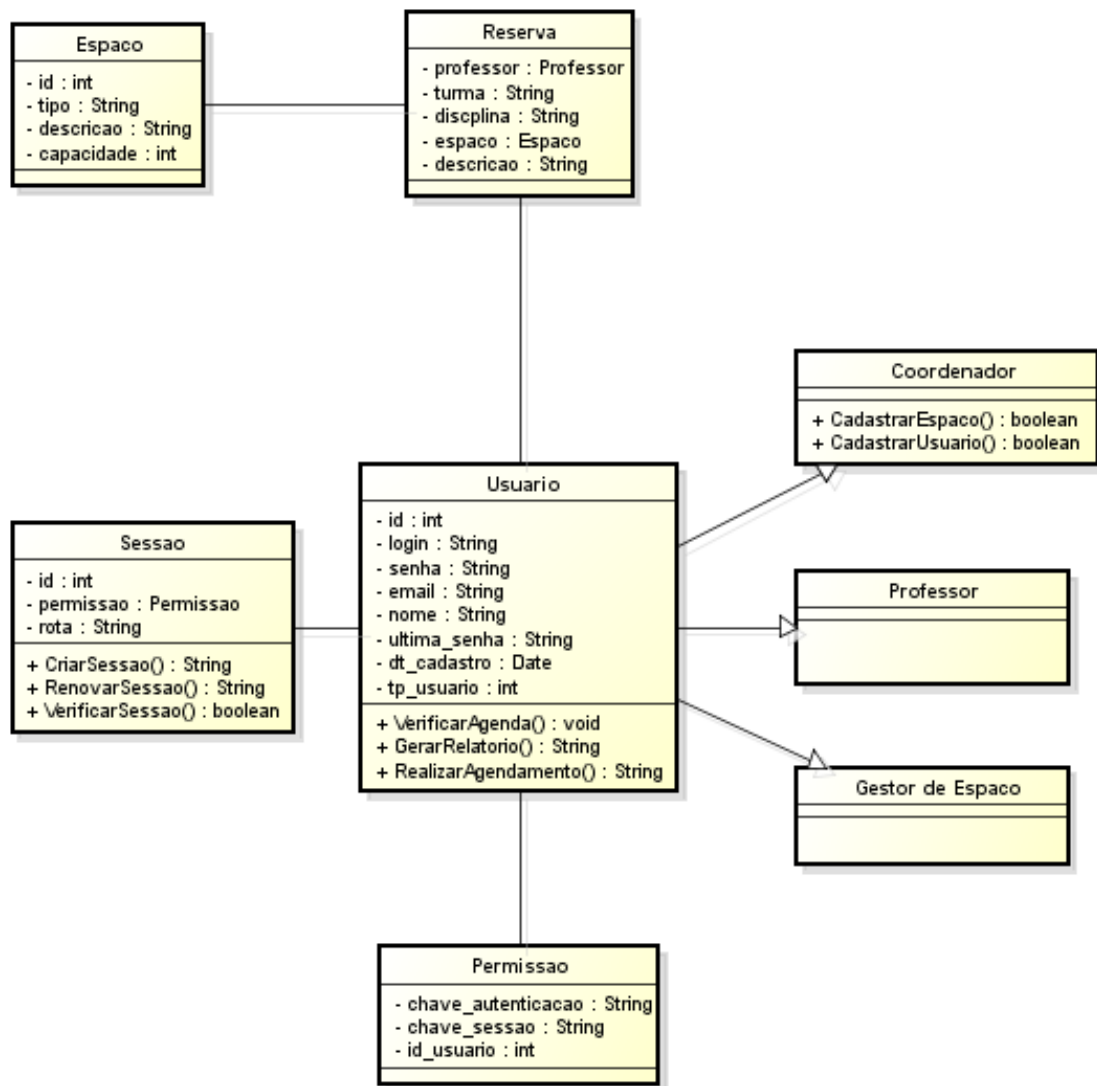 Espaco
- id : int
- tipo : String
- descricao : String
- capacidade : int
Reserva
- professor : Professor
- turma : String
- discplina : String
- espaco : Espaco
- descricao : String
Coordenador
+ CadastrarEspaco() : boolean
+ CadastrarUsuario() : boolean
Usuario
- id : int
- login : String
- senha : String
- email : String
- nome : String
- ultima_senha : String
- dt_cadastro : Date
- tp_usuario : int
+ VerificarAgenda() : void
+ GerarRelatorio() : String
+ RealizarAgendamento() : String
Sessao
- id : int
- permissao : Permissao
- rota : String
+ CriarSessao() : String
+ RenovarSessao() : String
+ VerificarSessao() : boolean
Professor
Gestor de Espaco
Permissao
- chave_autenticacao : String
- chave_sessao : String
- id_usuario : int